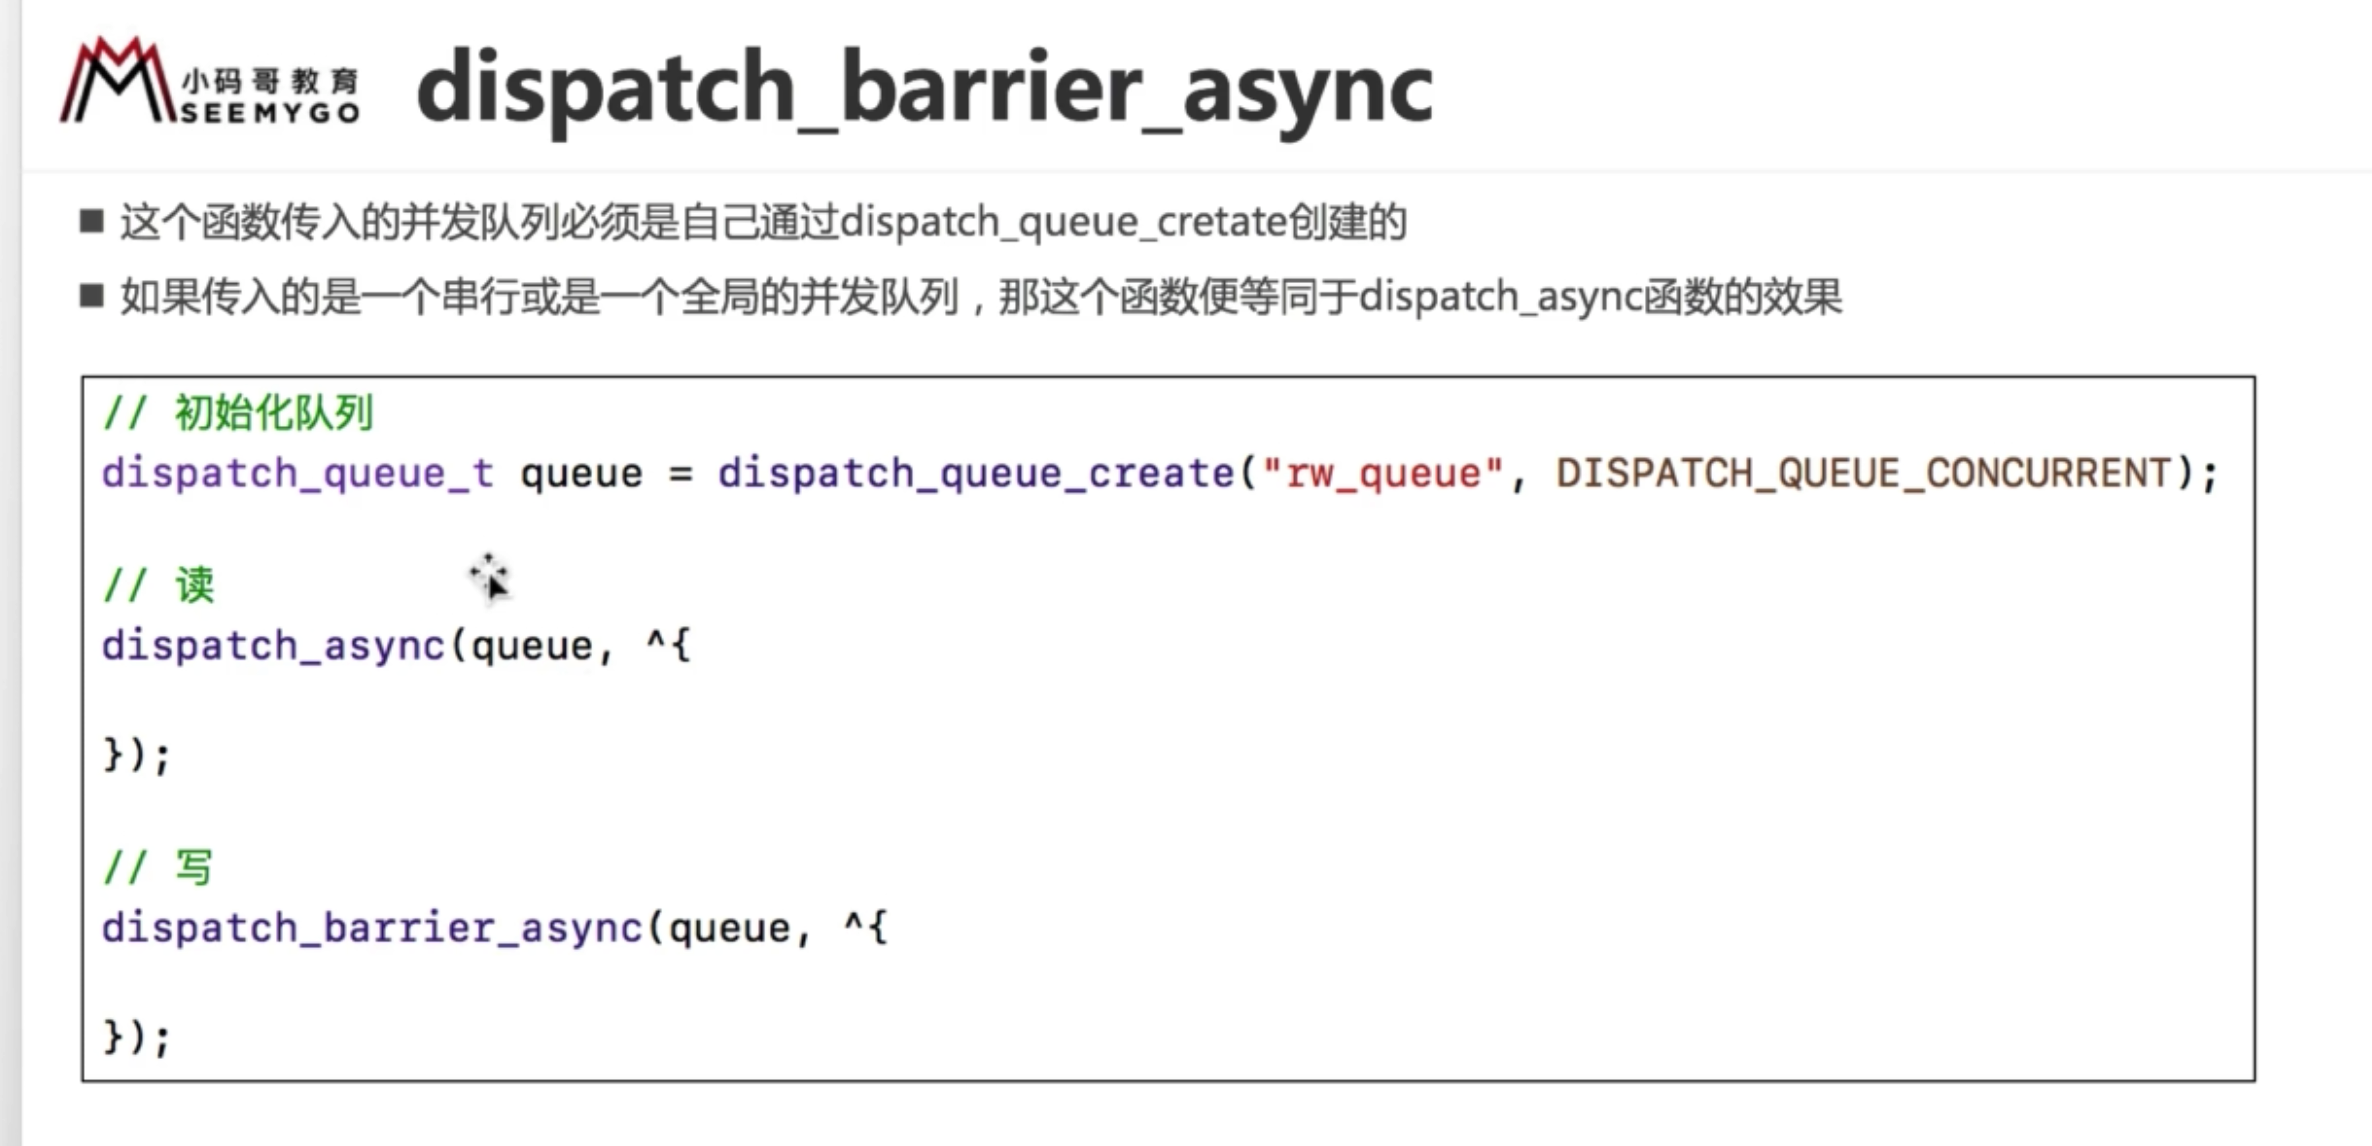 小码哥教育
SEEMYGO
dispatch_barrier_async
■ 这个函数传入的并发队列必须是自己通过dispatch_queue_cretate创建的
■ 如果传入的是一个串行或是一个全局的并发队列，那这个函数便等同于dispatch_async函数的效果
// 初始化队列
dispatch_queue_t queue = dispatch_queue_create("rw_queue", DISPATCH_QUEUE_CONCURRENT);
// 读
dispatch_async(queue, ^{
});
// 写
dispatch_barrier_async(queue, ^{
});